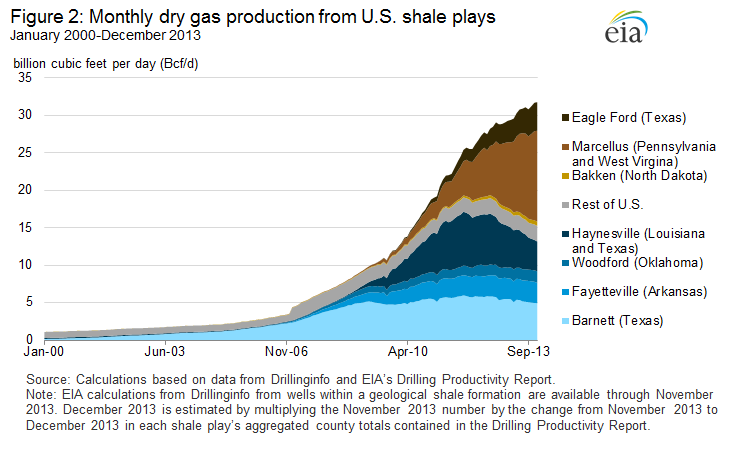 Figure 2: Monthly dry gas production from U.S. shale plays
January 2000-December 2013
eia
billion cubic feet per day (Bcf/d)
35
30
25
20
15
10
5
0
Jan-00
Jun-03
Nov-06
Apr-10
Sep-13
Eagle Ford (Texas)
Marcellus (Pennsylvania
and West Virgina)
Bakken (North Dakota)
Rest of U.S.
Haynesville (Louisiana
and Texas)
Woodford (Oklahoma)
Fayetteville (Arkansas)
Barnett (Texas)
Source: Calculations based on data from Drillinginfo and EIA's Drilling Productivity Report.
Note: EIA calculations from Drillinginfo from wells within a geological shale formation are available through November
2013. December 2013 is estimated by multiplying the November 2013 number by the change from November 2013 to
December 2013 in each shale play's aggregated county totals contained in the Drilling Productivity Report.